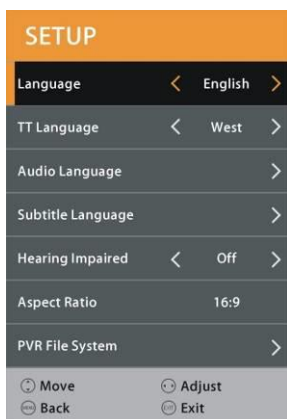 SETUP
Language < English >
TT Language < West >
Audio Language >
Subtitle Language >
Hearing Impaired < Off >
Aspect Ratio 16:9
PVR File System >
Move Adjust
Back Exit